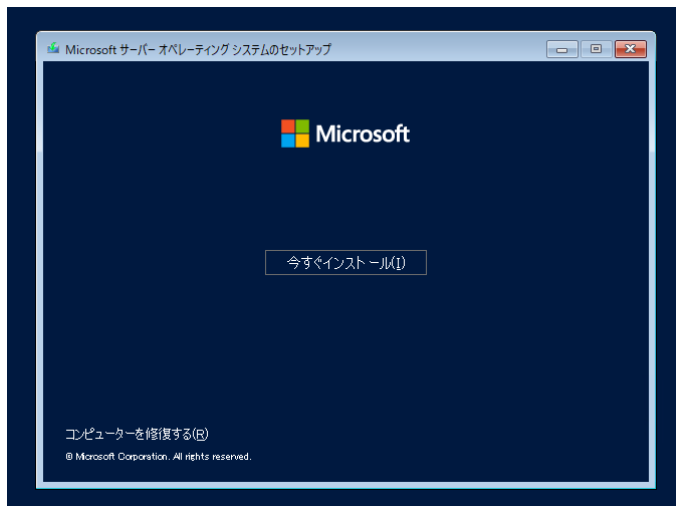 Microsoft サーバー オペレーティング システムのセットアップ
Microsoft
今すぐインストール(I)
コンピューターを修復する(R)
© Microsoft Corporation. All rights reserved.